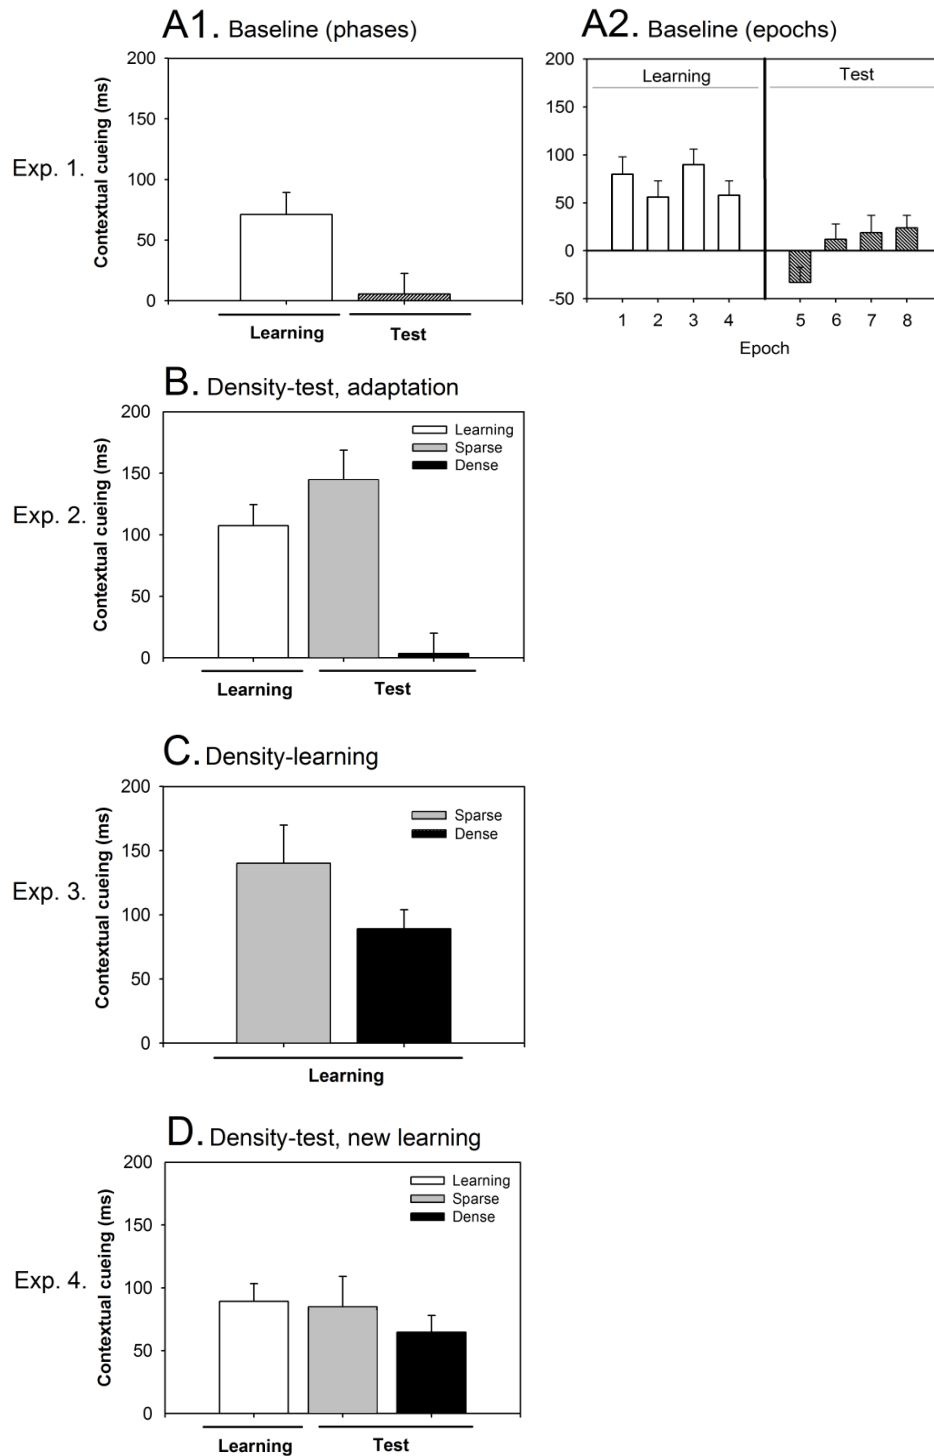 A1. Baseline (phases)
Exp. 1.
Contextual cueing (ms)
200
150
100
50
0
Learning
Test
A2. Baseline (epochs)
200
150
100
50
0
-50
Learning
Test
1 2 3 4 5 6 7 8
Epoch
B. Density-test, adaptation
Exp. 2.
Contextual cueing (ms)
200
150
100
50
0
Learning
Sparse
Dense
Learning
Test
C. Density-learning
Exp. 3.
Contextual cueing (ms)
200
150
100
50
0
Sparse
Dense
Learning
D. Density-test, new learning
Exp. 4.
Contextual cueing (ms)
200
150
100
50
0
Learning
Sparse
Dense
Learning
Test